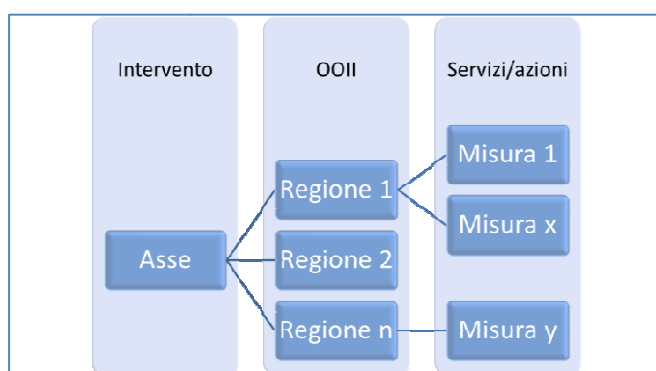 Intervento
OOII
Servizi/azioni
Misura 1
Regione 1
Misura x
Asse
Regione 2
Regione n
Misura y